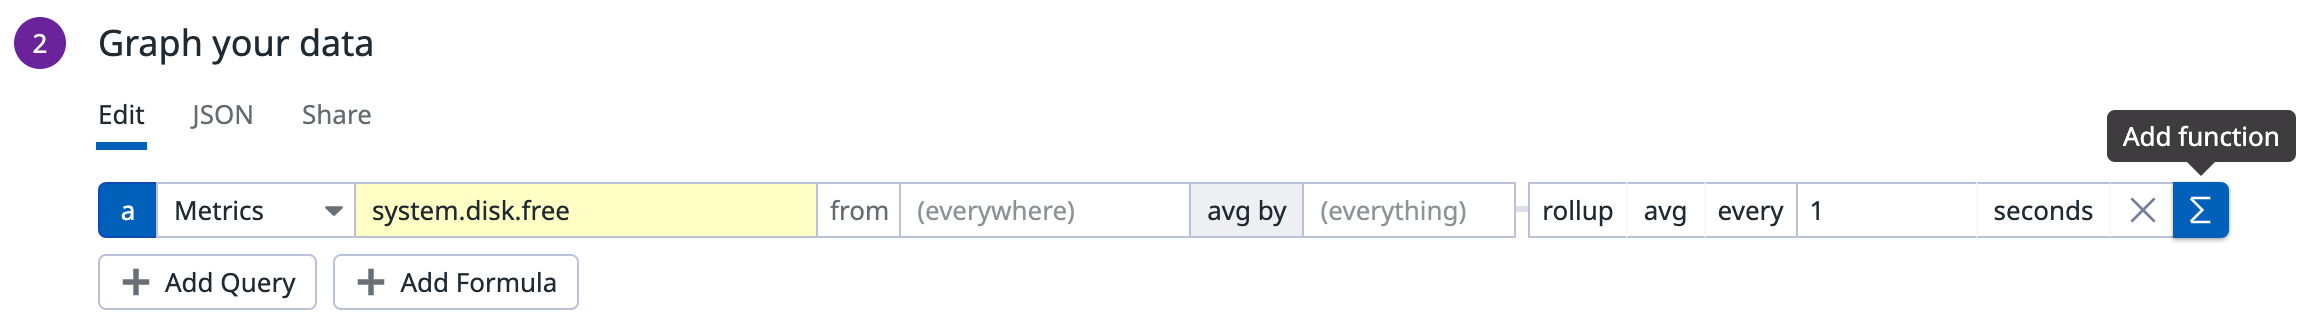 2 Graph your data
Edit JSON Share
Add function
a Metrics system.disk.free from (everywhere) avg by (everything) rollup avg every 1 seconds Σ
Add Query Add Formula